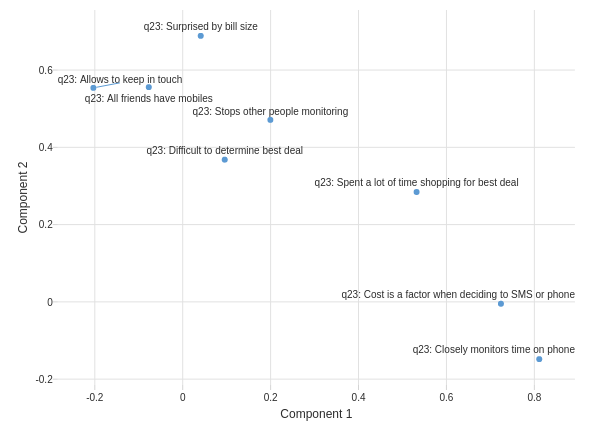 q23: Surprised by bill size
0.6
q23: Allows to keep in touch
q23: All friends have mobiles
q23: Stops other people monitoring
0.4
q23: Difficult to determine best deal
q23: Spent a lot of time shopping for best deal
Component 2
0.2
q23: Cost is a factor when deciding to SMS or phone
0
q23: Closely monitors time on phone
-0.2
-0.2 0 0.2 0.4 0.6 0.8
Component 1